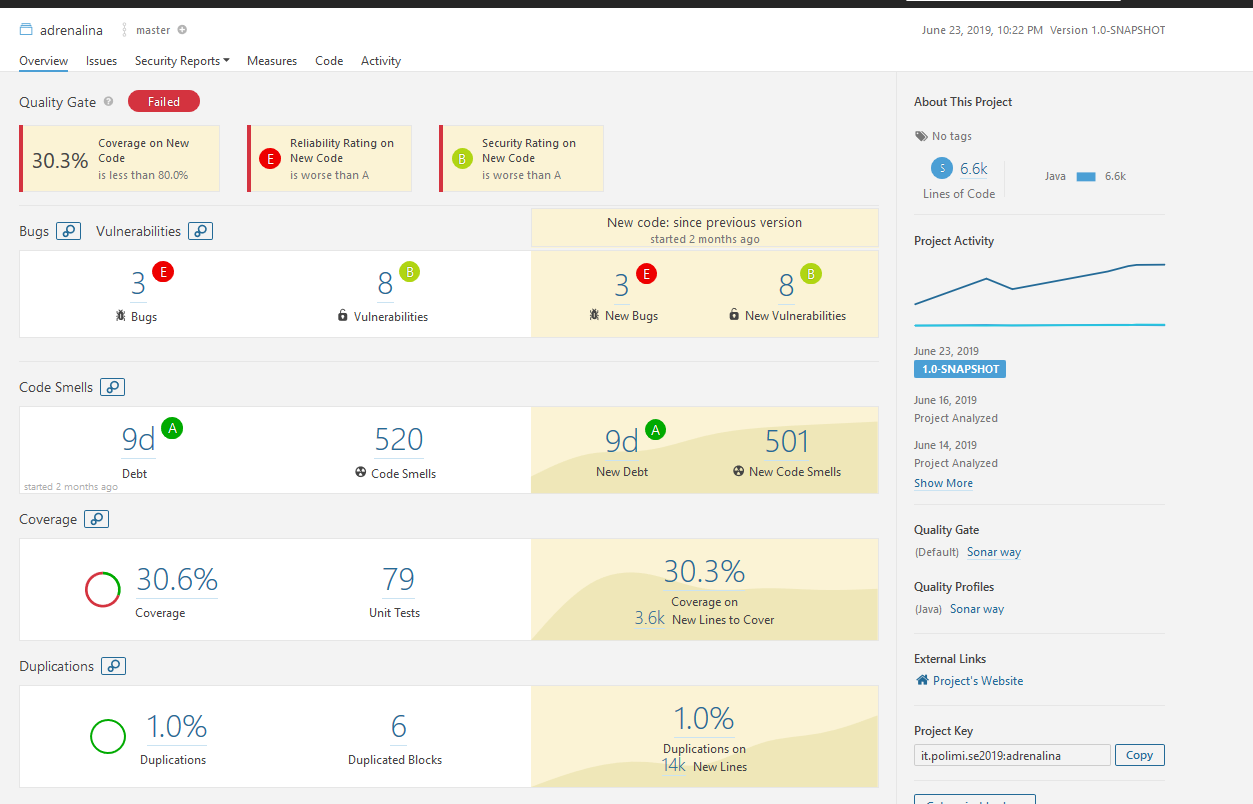 adrenalina master
June 23, 2019, 10:22 PM Version 1.0-SNAPSHOT
Overview Issues Security Reports Measures Code Activity
Quality Gate ? Failed
30.3% Coverage on New Code
is less than 80.0%
E Reliability Rating on New Code
is worse than A
B Security Rating on New Code
is worse than A
Bugs Vulnerabilities
New code: since previous version
started 2 months ago
3 E
Bugs
8 B
Vulnerabilities
3 E
New Bugs
8 B
New Vulnerabilities
Code Smells
9d A
Debt
started 2 months ago
520
Code Smells
9d A
New Debt
501
New Code Smells
Coverage
30.6%
Coverage
79
Unit Tests
30.3%
Coverage on
3.6k New Lines to Cover
Duplications
1.0%
Duplications
6
Duplicated Blocks
1.0%
Duplications on
14k New Lines
About This Project
No tags
S 6.6k
Lines of Code
Java 6.6k
Project Activity
June 23, 2019
1.0-SNAPSHOT
June 16, 2019
Project Analyzed
June 14, 2019
Project Analyzed
Show More
Quality Gate
(Default) Sonar way
Quality Profiles
(Java) Sonar way
External Links
Project's Website
Project Key
it.polimi.se2019:adrenalina Copy